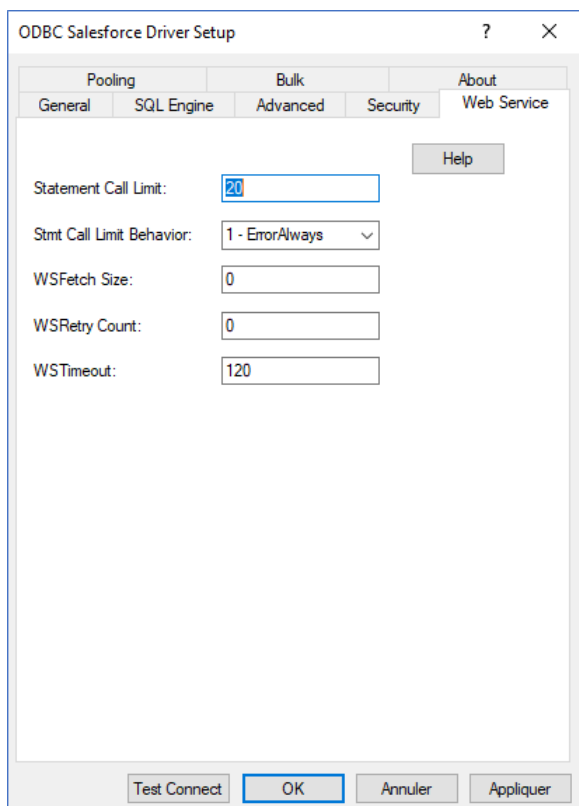 ODBC Salesforce Driver Setup ?
Pooling Bulk About
General SQL Engine Advanced Security Web Service
Help
Statement Call Limit: 20
Stmt Call Limit Behavior: 1 - ErrorAlways
WSFetch Size: 0
WSRetry Count: 0
WSTimeout: 120
Test Connect OK Annuler Appliquer